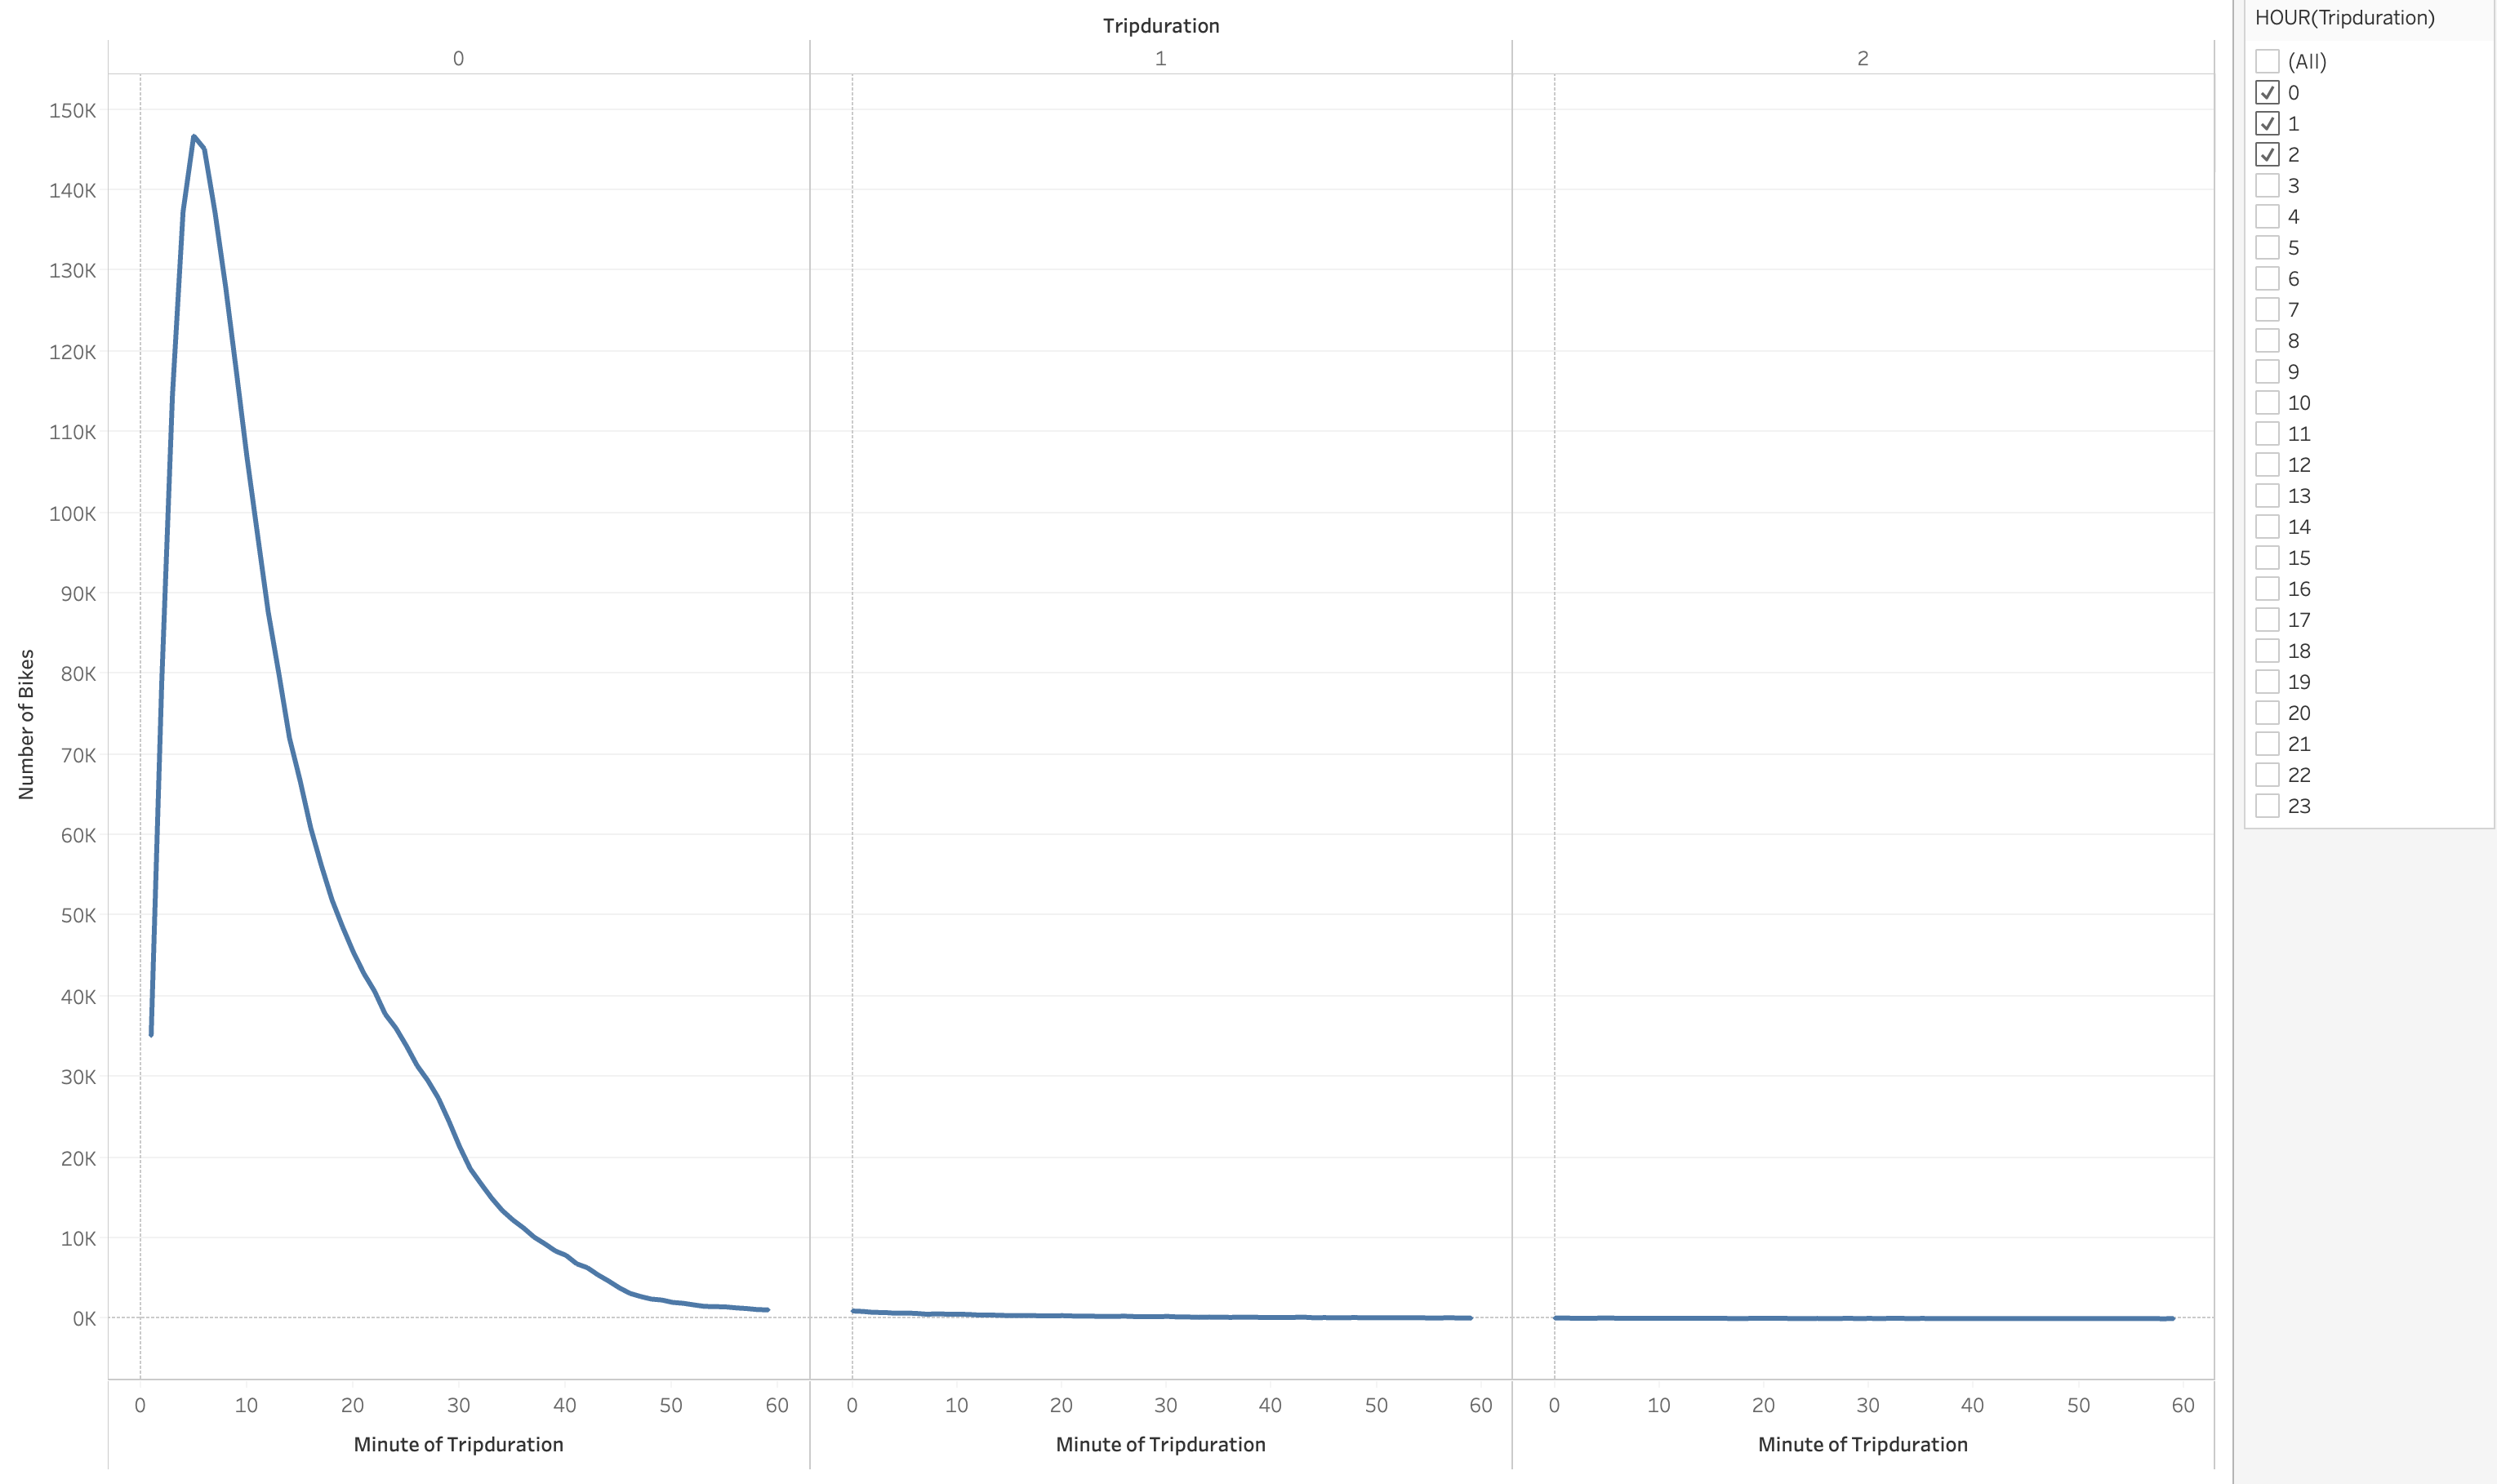 Tripduration
0 1 2
150K
140K
130K
120K
110K
100K
90K
80K
70K
60K
50K
40K
30K
20K
10K
0K
Number of Bikes
0 10 20 30 40 50 60 0 10 20 30 40 50 60 0 10 20 30 40 50 60
Minute of Tripduration Minute of Tripduration Minute of Tripduration
HOUR(Tripduration)
(All)
0
1
2
3
4
5
6
7
8
9
10
11
12
13
14
15
16
17
18
19
20
21
22
23